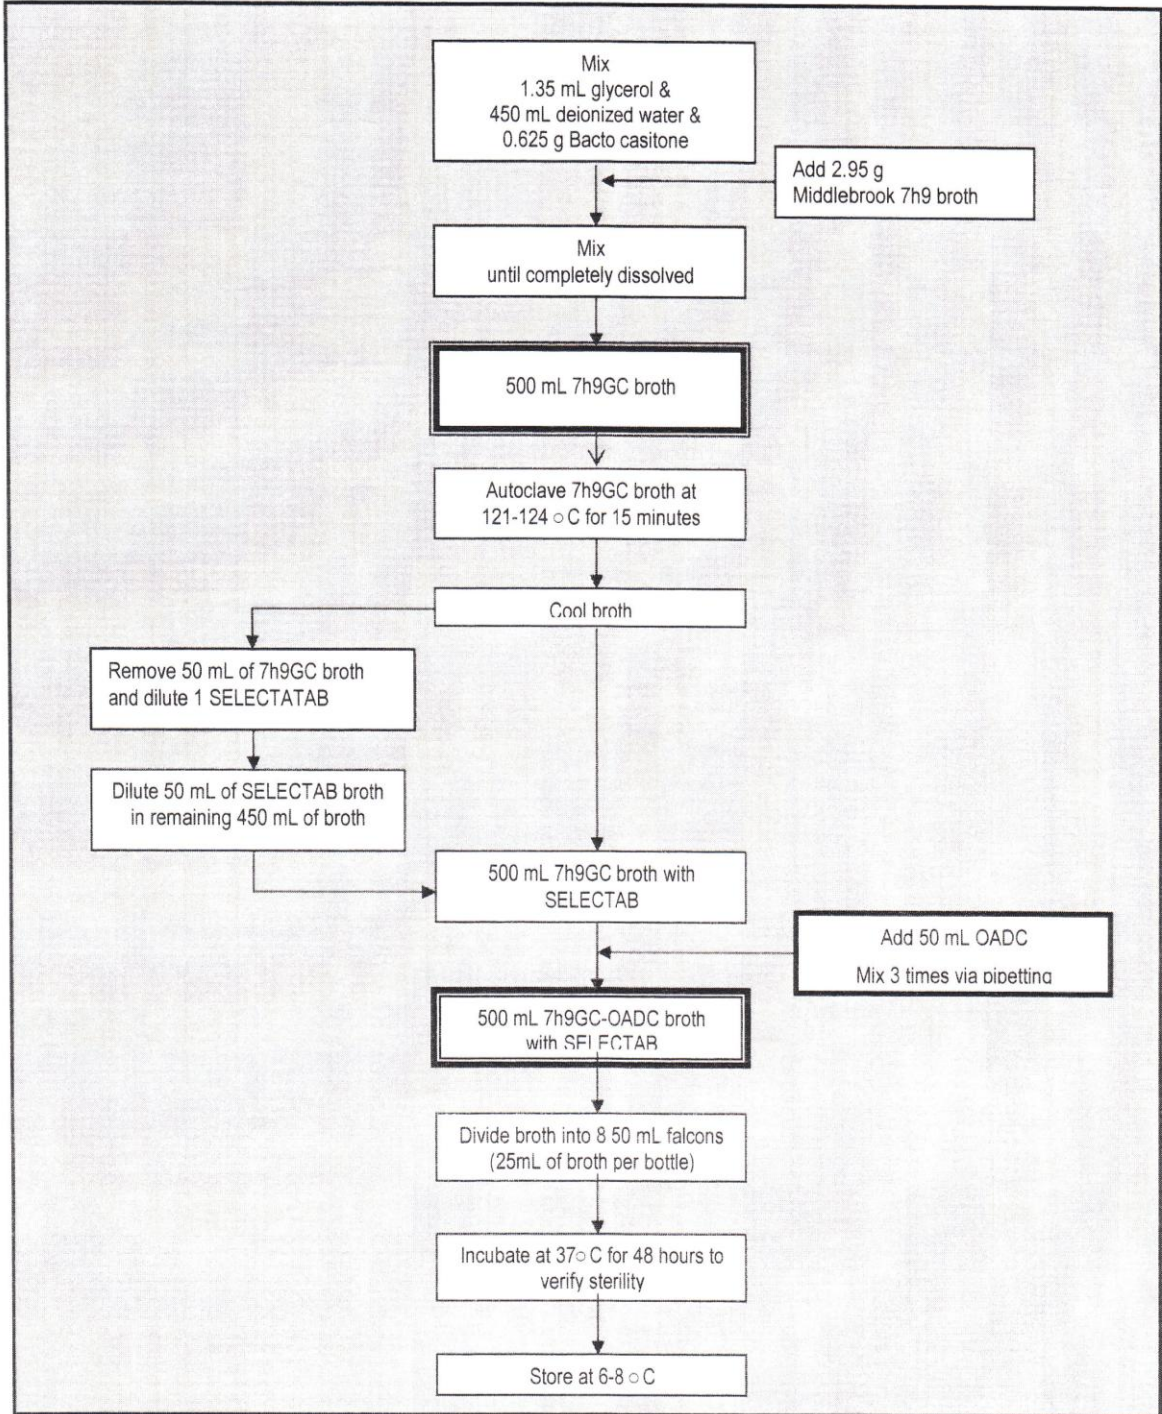 Mix
1.35 mL glycerol &
450 mL deionized water &
0.625 g Bacto casitone
Add 2.95 g
Middlebrook 7h9 broth
Mix
until completely dissolved
500 mL 7h9GC broth
Autoclave 7h9GC broth at
121-124 ○ C for 15 minutes
Cool broth
Remove 50 mL of 7h9GC broth
and dilute 1 SELECTATAB
Dilute 50 mL of SELECTAB broth
in remaining 450 mL of broth
500 mL 7h9GC broth with
SELECTAB
Add 50 mL OADC
Mix 3 times via pipetting
500 mL 7h9GC-OADC broth
with SELECTAB
Divide broth into 8 50 mL falcons
(25mL of broth per bottle)
Incubate at 37○ C for 48 hours to
verify sterility
Store at 6-8 ○ C